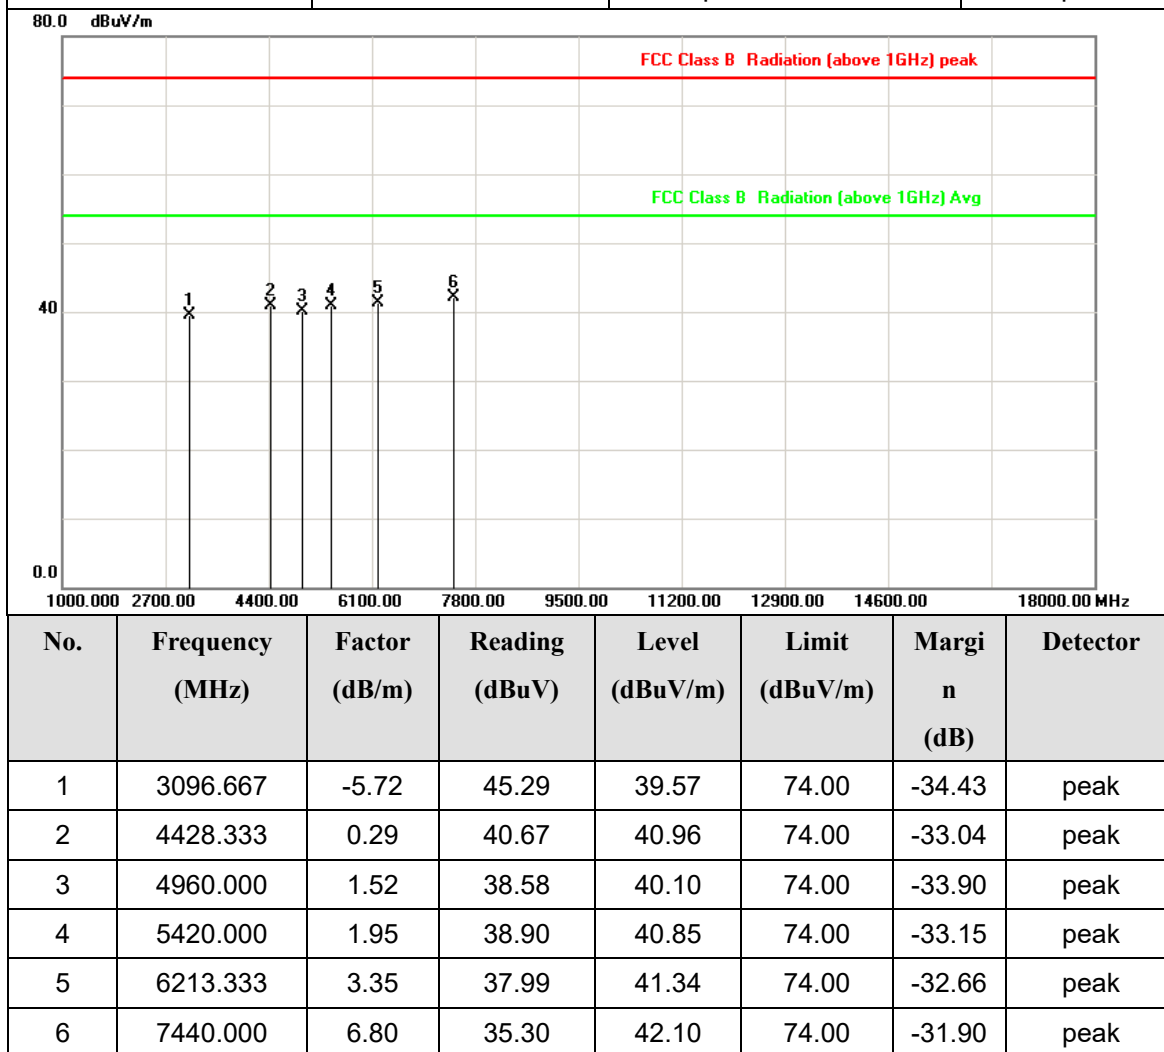 80.0 dBuV/m
FCC Class B Radiation (above 1GHz) peak
FCC Class B Radiation (above 1GHz) Avg
1 2 3 4 5 6
40
0.0
1000.000 2700.00 4400.00 6100.00 7800.00 9500.00 11200.00 12900.00 14600.00 18000.00 MHz
No. Frequency Factor Reading Level Limit Margi Detector
(MHz) (dB/m) (dBuV) (dBuV/m) (dBuV/m) n
(dB)
1 3096.667 -5.72 45.29 39.57 74.00 -34.43 peak
2 4428.333 0.29 40.67 40.96 74.00 -33.04 peak
3 4960.000 1.52 38.58 40.10 74.00 -33.90 peak
4 5420.000 1.95 38.90 40.85 74.00 -33.15 peak
5 6213.333 3.35 37.99 41.34 74.00 -32.66 peak
6 7440.000 6.80 35.30 42.10 74.00 -31.90 peak